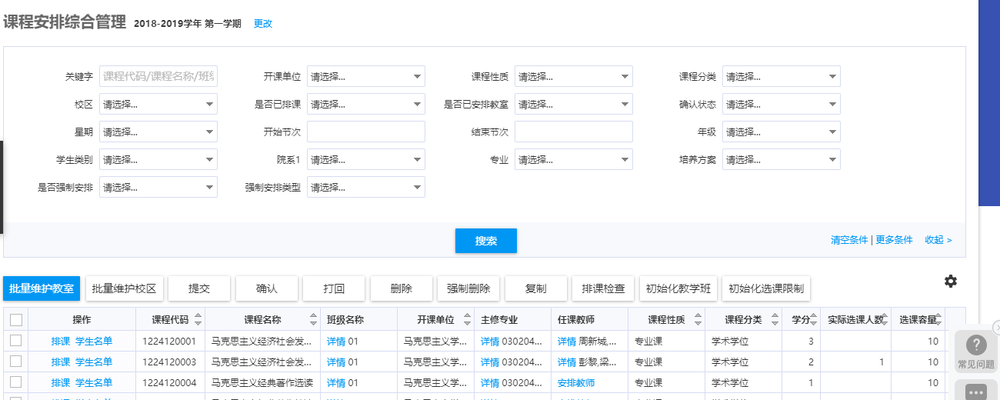 课程安排综合管理 2018-2019学年 第一学期 更改
关键字 课程代码/课程名称/班级 开课单位 请选择... 课程性质 请选择... 课程分类 请选择...
校区 请选择... 是否已排课 请选择... 是否已安排教室 请选择... 确认状态 请选择...
星期 请选择... 开始节次 结束节次 年级 请选择...
学生类别 请选择... 院系1 请选择... 专业 请选择... 培养方案 请选择...
是否强制安排 请选择... 强制安排类型 请选择...
搜索 清空条件 | 更多条件 收起 >
批量维护教室 批量维护校区 提交 确认 打回 删除 强制删除 复制 排课检查 初始化教学班 初始化选课限制
操作 课程代码 课程名称 班级名称 开课单位 主修专业 任课教师 课程性质 课程分类 学分 实际选课人数 选课容量
排课 学生名单 1224120001 马克思主义经济社会发... 详情 01 马克思主义学... 详情 030204... 详情 周新城,... 专业课 学术学位 3 10
排课 学生名单 1224120003 马克思主义经济社会发... 详情 01 马克思主义学... 详情 030204... 详情 彭黎,梁... 专业课 学术学位 2 1 10
排课 学生名单 1224120004 马克思主义经典著作选读 详情 01 马克思主义学... 详情 030204... 安排教师 专业课 学术学位 1 10
常见问题